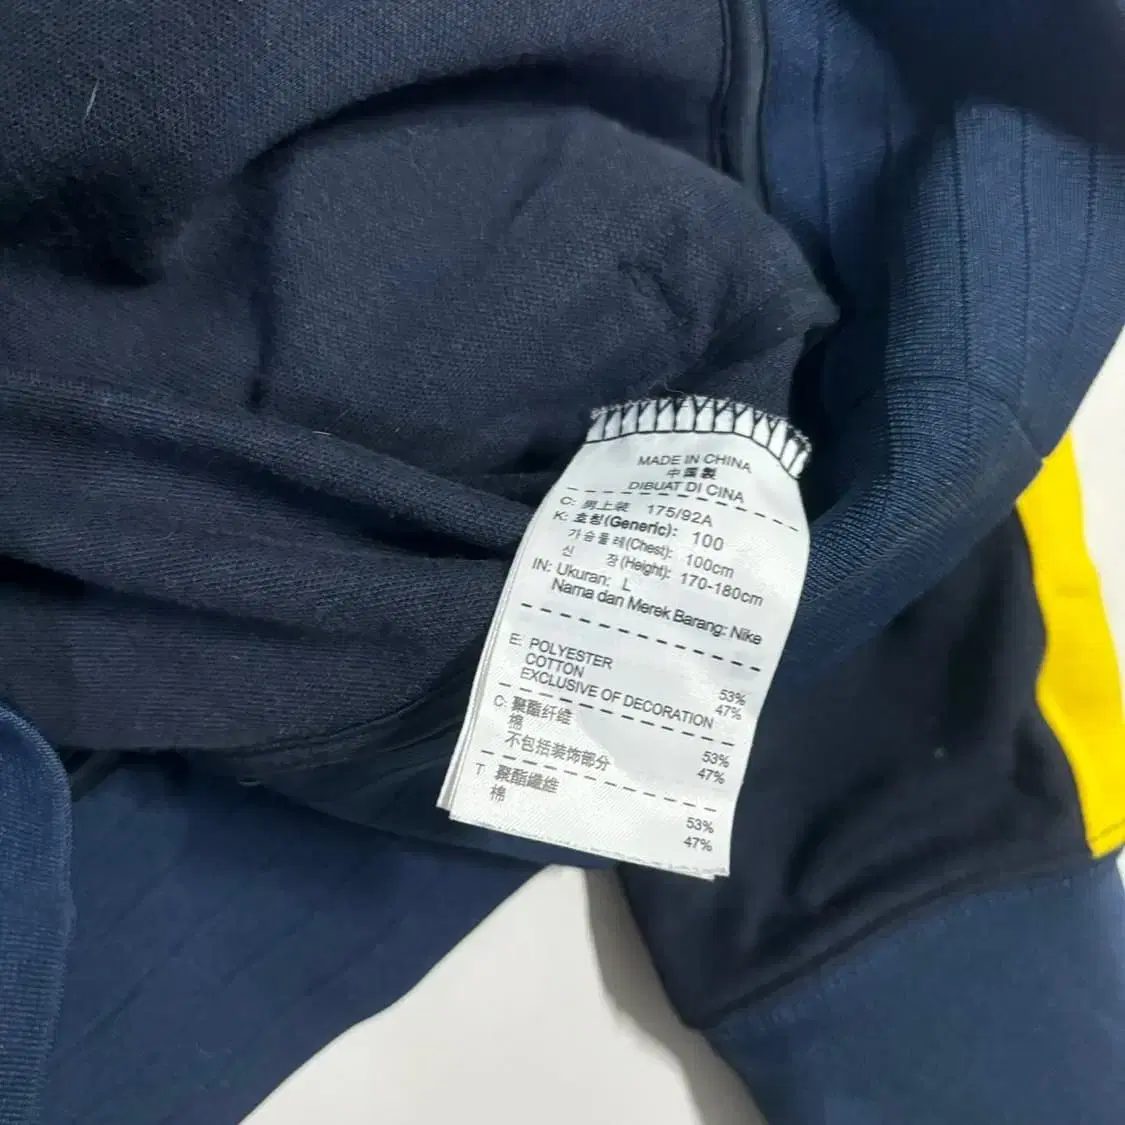 MADE IN CHINA
中国製
DIBUAT DI CINA
C: 男上装 175/92A
K: 호칭(Generic): 100
가슴둘레(Chest): 100cm
신 장(Height): 170-180cm
IN: Ukuran: L
Nama dan Merek Barang: Nike
E: POLYESTER 53%
COTTON 47%
EXCLUSIVE OF DECORATION
C: 聚酯纤维 53%
棉 47%
不包括装饰部分
T 聚酯纖維 53%
棉 47%